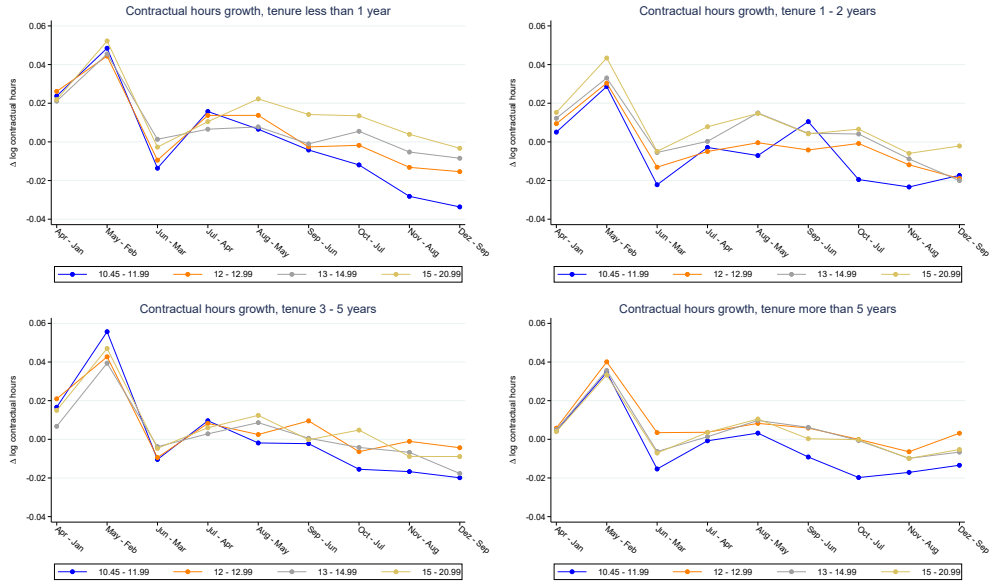 Contractual hours growth, tenure less than 1 year
Δ log contractual hours
0.06
0.04
0.02
0.00
-0.02
-0.04
Apr - Jan
May - Feb
Jun - Mar
Jul - Apr
Aug - May
Sep - Jun
Oct - Jul
Nov - Aug
Dez - Sep
10.45 - 11.99 12 - 12.99 13 - 14.99 15 - 20.99
Contractual hours growth, tenure 1 - 2 years
Δ log contractual hours
0.06
0.04
0.02
0.00
-0.02
-0.04
Apr - Jan
May - Feb
Jun - Mar
Jul - Apr
Aug - May
Sep - Jun
Oct - Jul
Nov - Aug
Dez - Sep
10.45 - 11.99 12 - 12.99 13 - 14.99 15 - 20.99
Contractual hours growth, tenure 3 - 5 years
Δ log contractual hours
0.06
0.04
0.02
0.00
-0.02
-0.04
Apr - Jan
May - Feb
Jun - Mar
Jul - Apr
Aug - May
Sep - Jun
Oct - Jul
Nov - Aug
Dez - Sep
10.45 - 11.99 12 - 12.99 13 - 14.99 15 - 20.99
Contractual hours growth, tenure more than 5 years
Δ log contractual hours
0.06
0.04
0.02
0.00
-0.02
-0.04
Apr - Jan
May - Feb
Jun - Mar
Jul - Apr
Aug - May
Sep - Jun
Oct - Jul
Nov - Aug
Dez - Sep
10.45 - 11.99 12 - 12.99 13 - 14.99 15 - 20.99